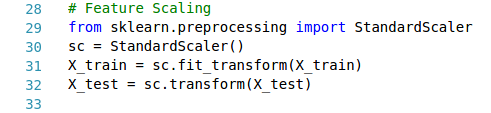 28 # Feature Scaling
29 from sklearn.preprocessing import StandardScaler
30 sc = StandardScaler()
31 X_train = sc.fit_transform(X_train)
32 X_test = sc.transform(X_test)
33